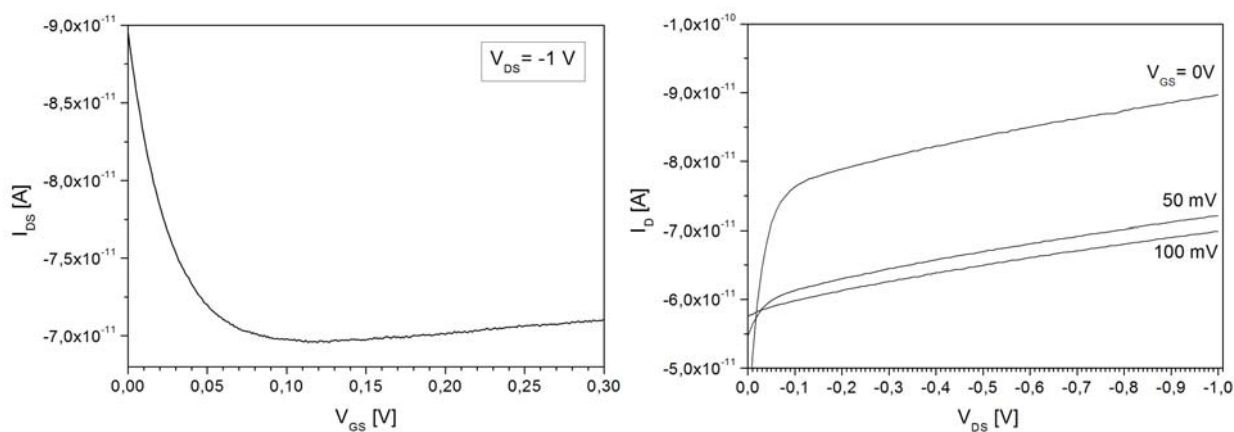 -9,0x10⁻¹¹
-8,5x10⁻¹¹
-8,0x10⁻¹¹
-7,5x10⁻¹¹
-7,0x10⁻¹¹
I_DS [A]
V_DS= -1 V
0,00 0,05 0,10 0,15 0,20 0,25 0,30
V_GS [V]
-1,0x10⁻¹⁰
-9,0x10⁻¹¹
-8,0x10⁻¹¹
-7,0x10⁻¹¹
-6,0x10⁻¹¹
-5,0x10⁻¹¹
I_D [A]
V_GS= 0V
50 mV
100 mV
0,0 -0,1 -0,2 -0,3 -0,4 -0,5 -0,6 -0,7 -0,8 -0,9 -1,0
V_DS [V]